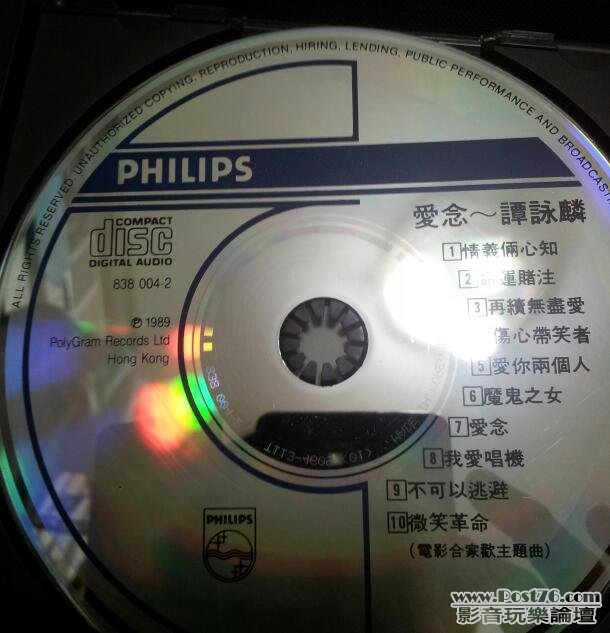 ALL RIGHTS RESERVED. UNAUTHORIZED COPYING, REPRODUCTION, HIRING, LENDING, PUBLIC PERFORMANCE AND BROADCASTING
PHILIPS
COMPACT
disc
DIGITAL AUDIO
838 004-2
℗ 1989
PolyGram Records Ltd
Hong Kong
愛念～譚詠麟
1 情義倆心知
2 命運賭注
3 再續無盡愛
傷心帶笑者
5 愛你兩個人
6 魔鬼之女
7 愛念
8 我愛唱機
9 不可以逃避
10 微笑革命
(電影合家歡主題曲)
PHILIPS
www.Post76.com
影音玩樂論壇